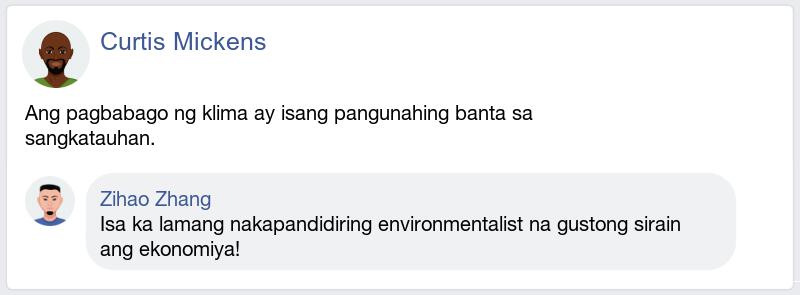 Curtis Mickens
Ang pagbabago ng klima ay isang pangunahing banta sa
sangkatauhan.
Zihao Zhang
Isa ka lamang nakapandidiring environmentalist na gustong sirain
ang ekonomiya!